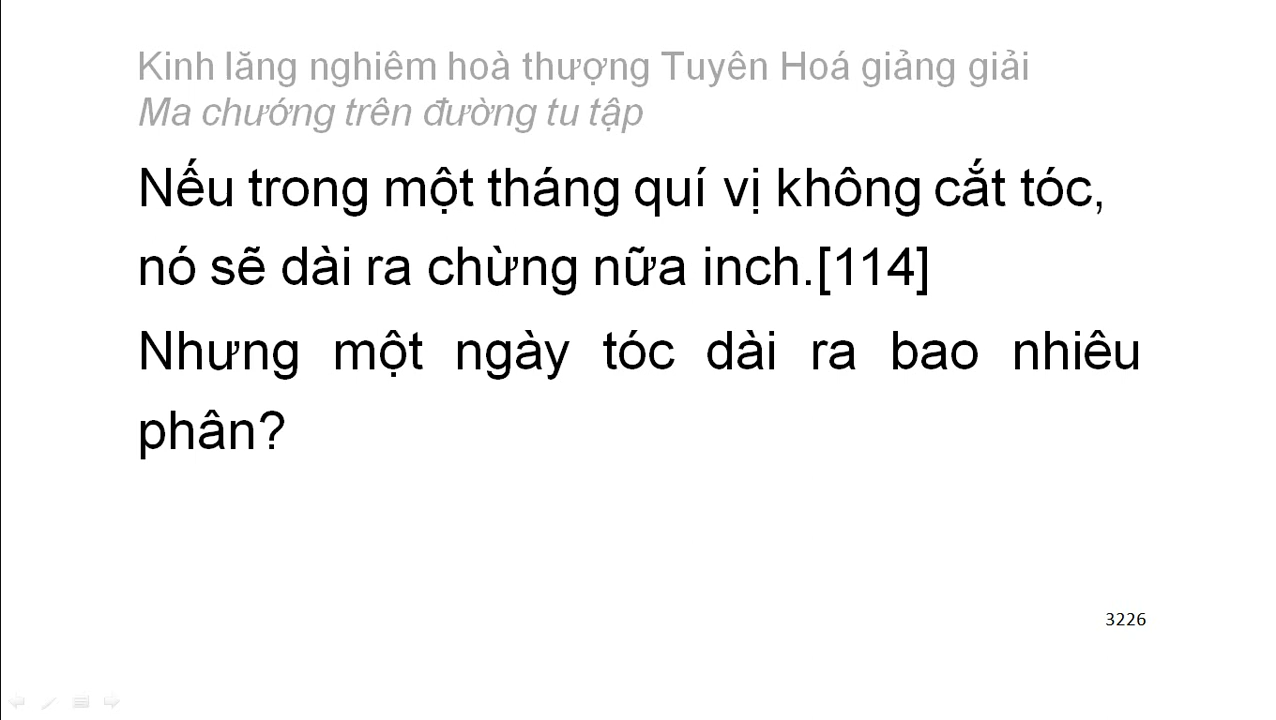 Kinh lăng nghiêm hoà thượng Tuyên Hoá giảng giải
Ma chướng trên đường tu tập
Nếu trong một tháng quí vị không cắt tóc,
nó sẽ dài ra chừng nữa inch.[114]
Nhưng một ngày tóc dài ra bao nhiêu
phân?
3226